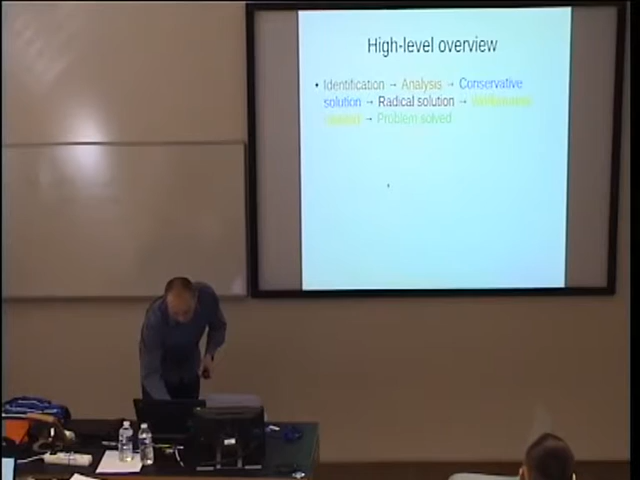 High-level overview
• Identification → Analysis → Conservative
solution → Radical solution →
→ Problem solved